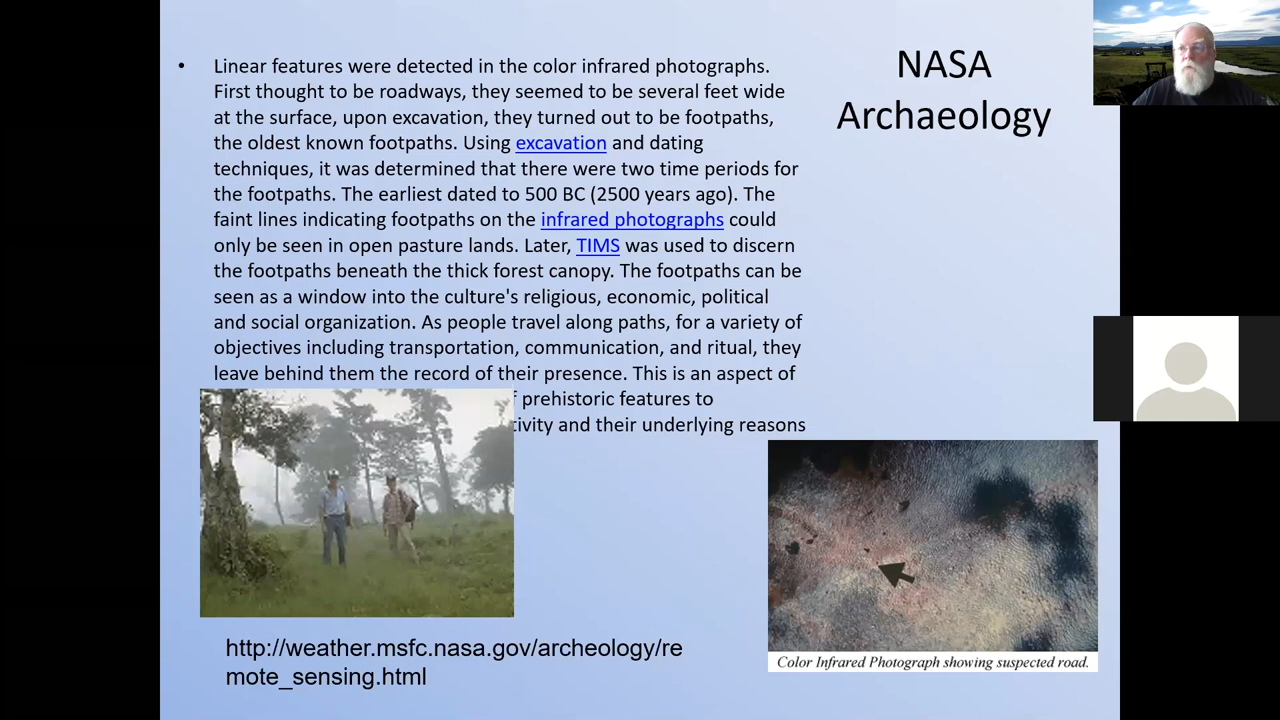 NASA
Archaeology
• Linear features were detected in the color infrared photographs.
First thought to be roadways, they seemed to be several feet wide
at the surface, upon excavation, they turned out to be footpaths,
the oldest known footpaths. Using excavation and dating
techniques, it was determined that there were two time periods for
the footpaths. The earliest dated to 500 BC (2500 years ago). The
faint lines indicating footpaths on the infrared photographs could
only be seen in open pasture lands. Later, TIMS was used to discern
the footpaths beneath the thick forest canopy. The footpaths can be
seen as a window into the culture's religious, economic, political
and social organization. As people travel along paths, for a variety of
objectives including transportation, communication, and ritual, they
leave behind them the record of their presence. This is an aspect of
prehistoric features to
and their underlying reasons
http://weather.msfc.nasa.gov/archeology/re
mote_sensing.html
Color Infrared Photograph showing suspected road.